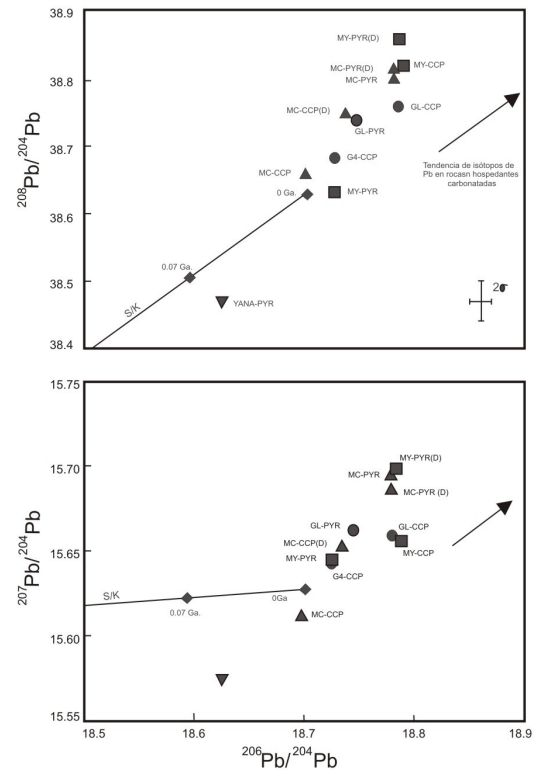 38.9
38.8
38.7
38.6
38.5
38.4
208Pb/204Pb
MY-PYR(D)
MC-PYR(D)
MY-CCP
MC-PYR
MC-CCP(D)
GL-CCP
GL-PYR
G4-CCP
MC-CCP
0 Ga.
MY-PYR
Tendencia de isótopos de
Pb en rocasn hospedantes
carbonatadas
0.07 Ga.
S/K
YANA-PYR
2σ
15.75
15.70
15.65
15.60
15.55
207Pb/204Pb
MY-PYR(D)
MC-PYR
MC-PYR (D)
GL-PYR
GL-CCP
MC-CCP(D)
MY-CCP
MY-PYR
G4-CCP
S/K
0Ga
0.07 Ga.
MC-CCP
18.5
18.6
18.7
18.8
18.9
206Pb/204Pb